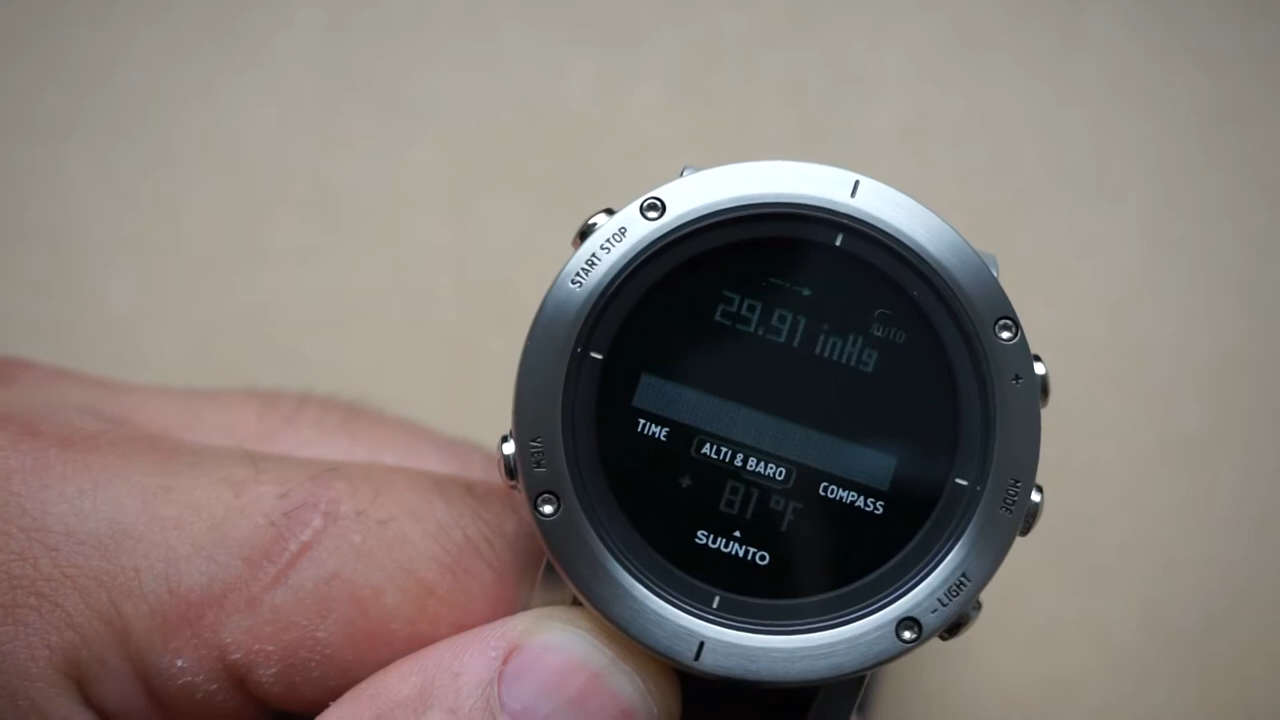 START STOP
AUTO
29.91 inHg
+
TIME
ALTI & BARO
COMPASS
VIEW
MODE
+ 81 °F
SUUNTO
- LIGHT